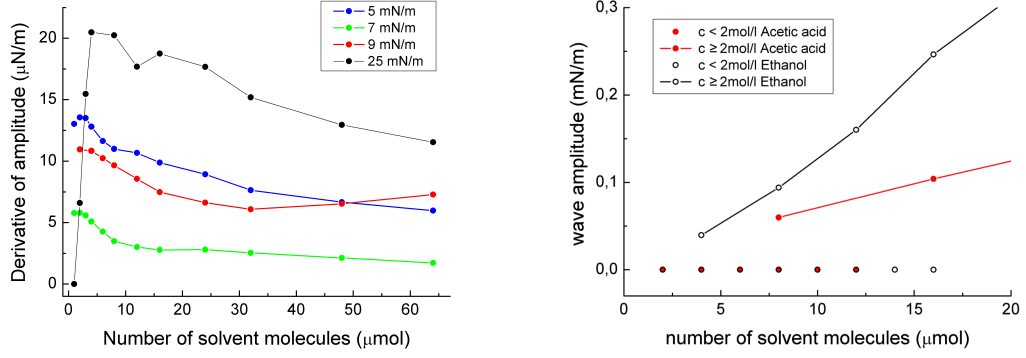 Derivative of amplitude (μN/m)
20
15
10
5
0
0
10
20
30
40
50
60
Number of solvent molecules (μmol)
5 mN/m
7 mN/m
9 mN/m
25 mN/m
wave amplitude (mN/m)
0,3
0,2
0,1
0,0
0
5
10
15
20
number of solvent molecules (μmol)
c < 2mol/l Acetic acid
c ≥ 2mol/l Acetic acid
c < 2mol/l Ethanol
c ≥ 2mol/l Ethanol